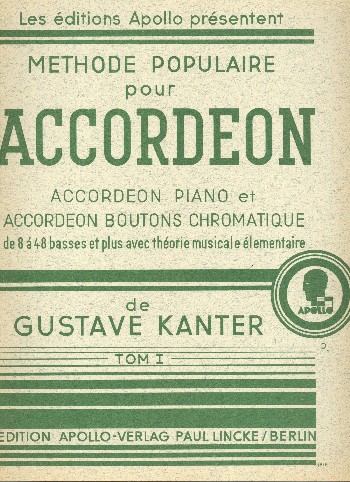 Les éditions Apollo présentent
METHODE POPULAIRE
pour
ACCORDEON
ACCORDEON PIANO et
ACCORDEON BOUTONS CHROMATIQUE
de 8 à 48 basses et plus avec théorie musicale élementaire
APOLLO
de
GUSTAVE KANTER
TOM I
EDITION APOLLO-VERLAG PAUL LINCKE/BERLIN